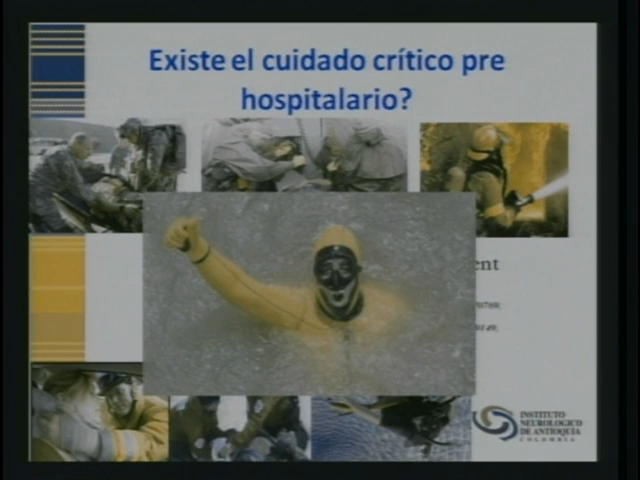 Existe el cuidado crítico pre
hospitalario?
ent
INSTITUTO
NEUROLOGICO
DE ANTIOQUIA
COLOMBIA